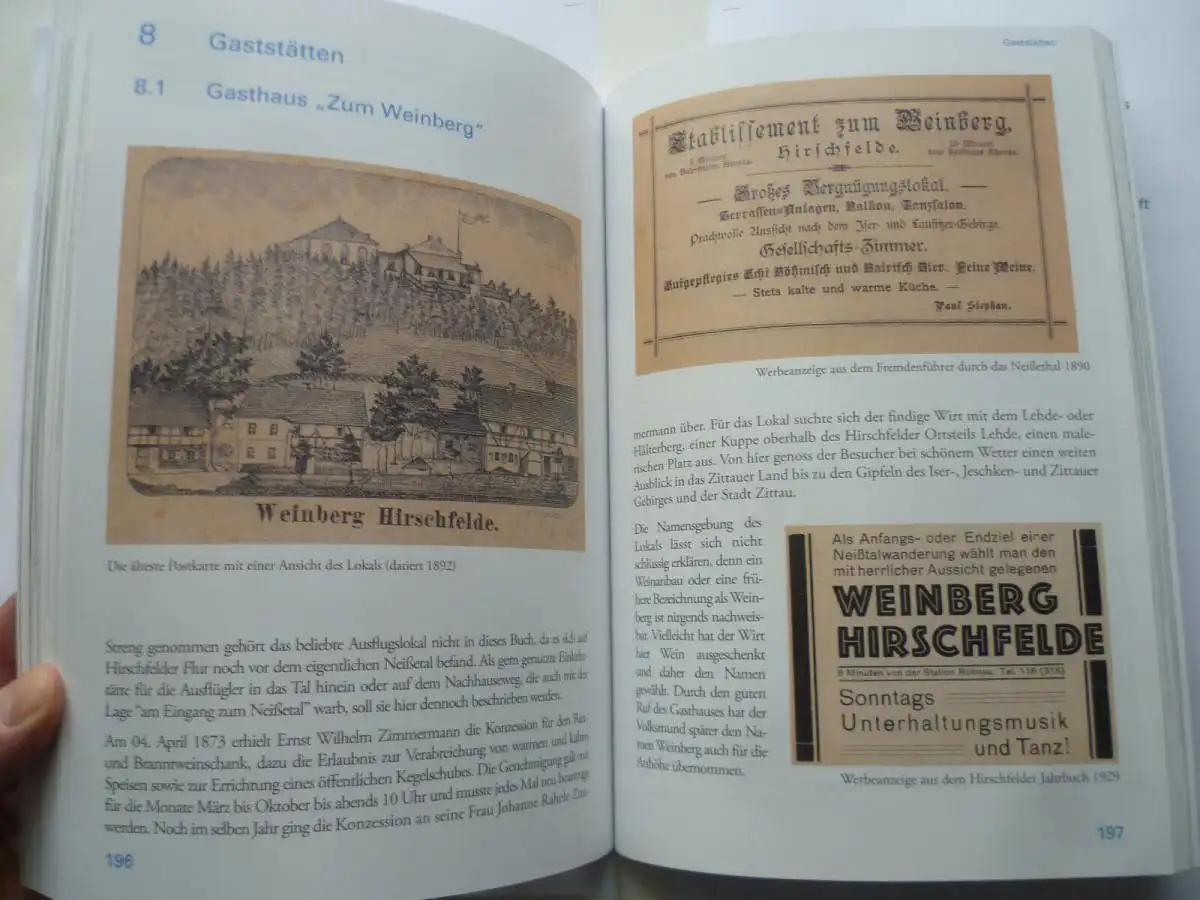 8 Gaststätten
8.1 Gasthaus „Zum Weinberg“
Weinberg Hirschfelde.
Die älteste Postkarte mit einer Ansicht des Lokals (datiert 1892)
Streng genommen gehört das beliebte Ausflugslokal nicht in dieses Buch, da es sich auf
Hirschfelder Flur noch vor dem eigentlichen Neißetal befand. Als gern genutzte Einkehr-
stätte für die Ausflügler in das Tal hinein oder auf dem Nachhauseweg, die auch mit der
Lage “am Eingang zum Neißetal” warb, soll sie hier dennoch beschrieben werden.
Am 04. April 1873 erhielt Ernst Wilhelm Zimmermann die Konzession für den Bier-
und Branntweinschank, dazu die Erlaubnis zur Verabreichung von warmen und kalten
Speisen sowie zur Errichtung eines öffentlichen Kegelschubes. Die Genehmigung galt
für die Monate März bis Oktober bis abends 10 Uhr und musste jedes Mal neu beantragt
werden. Noch im selben Jahr ging die Konzession an seine Frau Johanne Rahele Zim-
196
Gaststätten
Etablissement zum Weinberg,
Hirschfelde.
5 Minuten
vom Bahnhofe
Minuten
vom Bahnhofe
— Großes Vergnügungslokal. —
Terrassen-Anlagen, Balkon, Tanzsalon.
Prachtvolle Aussicht nach dem Iser- und Lausitzer-Gebirge.
Gesellschafts-Zimmer.
Gutgepflegtes Echt Böhmisch und Bairisch Bier. Feine Weine.
— Stets kalte und warme Küche. —
Paul Stephan.
Werbeanzeige aus dem Fremdenführer durch das Neißethal 1890
mermann über. Für das Lokal suchte sich der findige Wirt mit dem Lehde- oder
Hälterberg, einer Kuppe oberhalb des Hirschfelder Ortsteils Lehde, einen male-
rischen Platz aus. Von hier genoss der Besucher bei schönem Wetter einen weiten
Ausblick in das Zittauer Land bis zu den Gipfeln des Iser-, Jeschken- und Zittauer
Gebirges und der Stadt Zittau.
Die Namensgebung des
Lokals lässt sich nicht
schlüssig erklären, denn ein
Weinanbau oder eine frü-
here Bezeichnung als Wein-
berg ist nirgends nachweis-
bar. Vielleicht hat der Wirt
hier Wein ausgeschenkt
und daher den Namen
gewählt. Durch den guten
Ruf des Gasthauses hat der
Volksmund später den Na-
men Weinberg auch für die
Anhöhe übernommen.
Als Anfangs- oder Endziel einer
Neißtalwanderung wählt man den
mit herrlicher Aussicht gelegenen
WEINBERG
HIRSCHFELDE
Minuten von der Station Rohnau. Tel. 116 (316)
Sonntags
Unterhaltungsmusik
und Tanz!
Werbeanzeige aus dem Hirschfelder Jahrbuch 1929
197